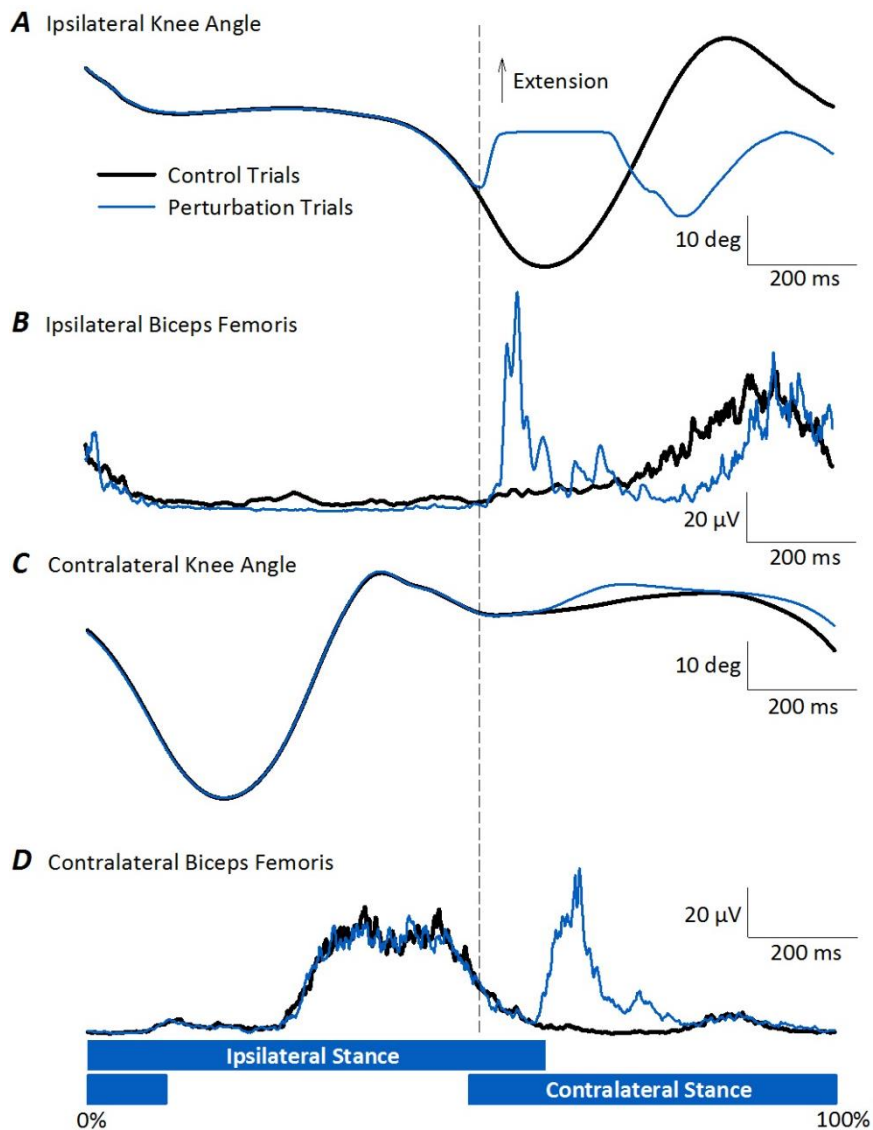 A Ipsilateral Knee Angle
Extension
Control Trials
Perturbation Trials
10 deg
200 ms
B Ipsilateral Biceps Femoris
20 µV
200 ms
C Contralateral Knee Angle
10 deg
200 ms
D Contralateral Biceps Femoris
20 µV
200 ms
Ipsilateral Stance
Contralateral Stance
0% 100%